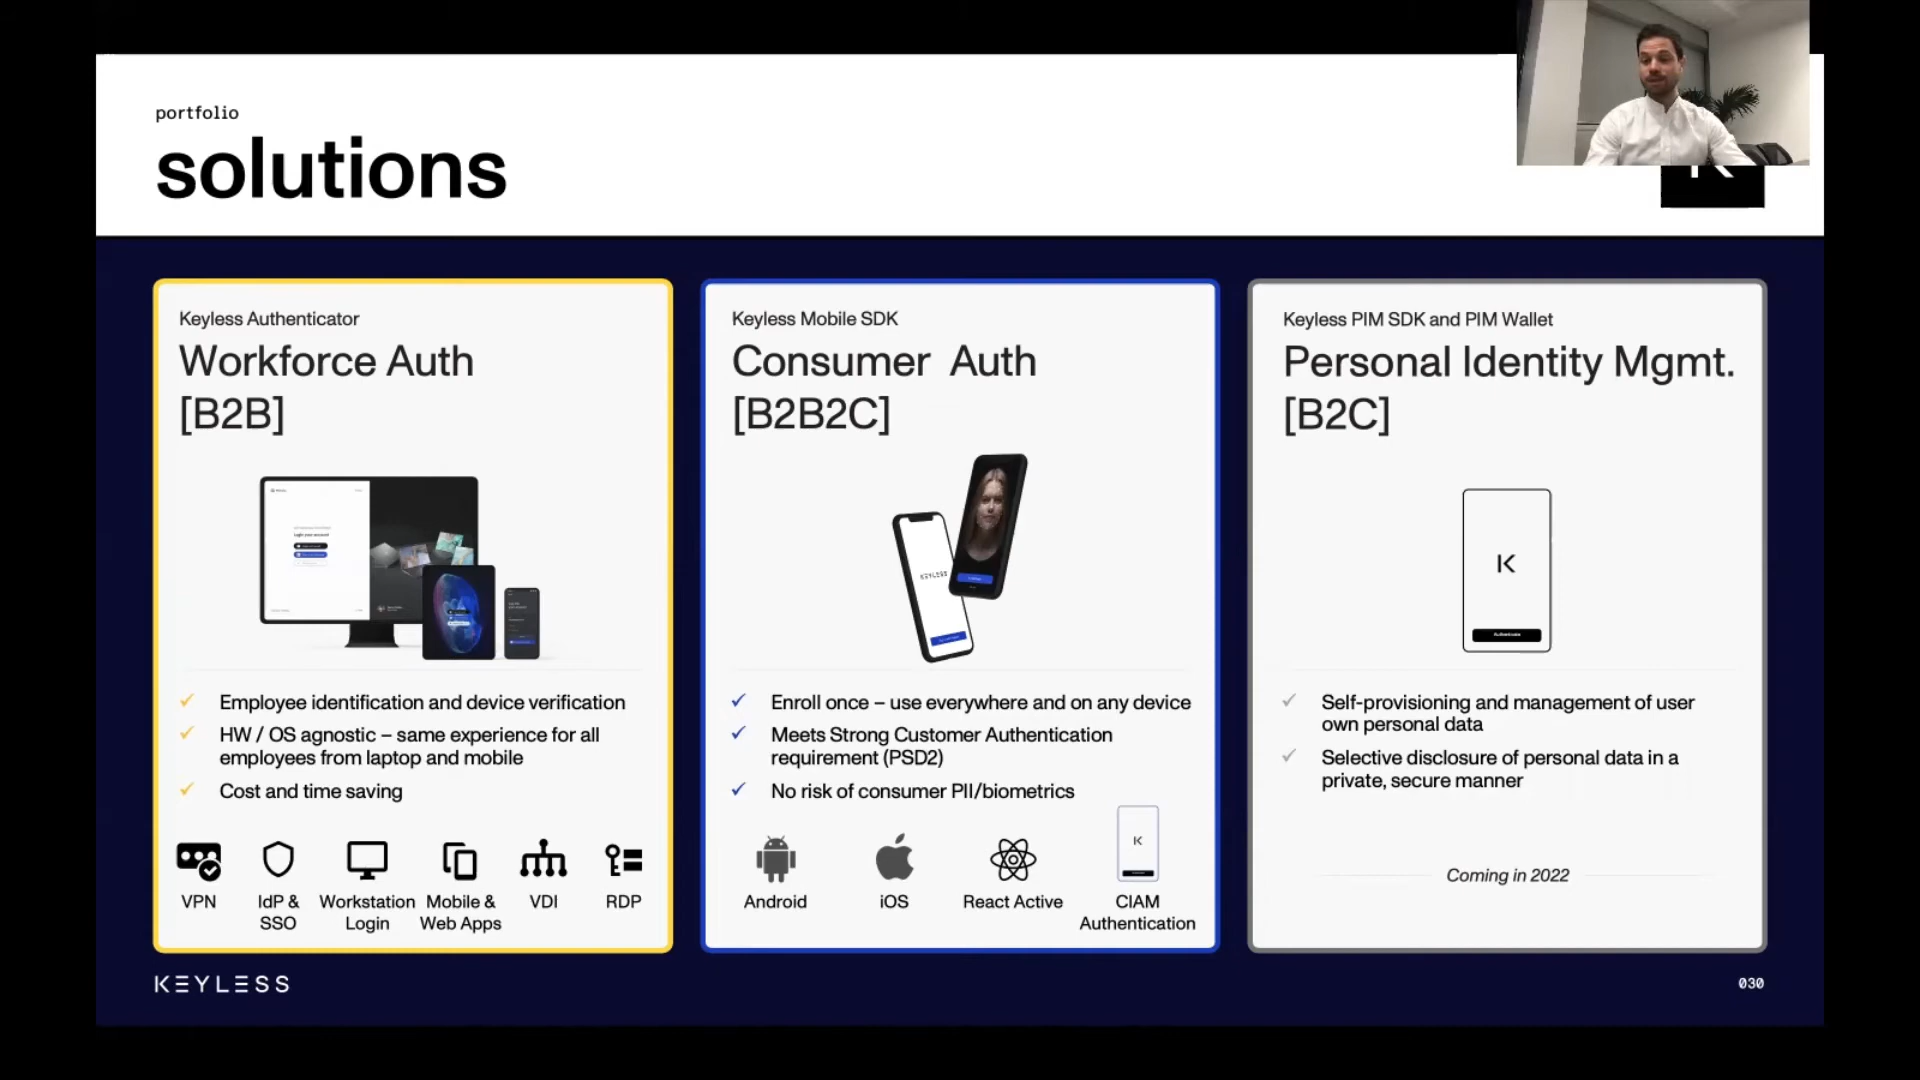 portfolio
solutions
Keyless Authenticator
Workforce Auth
[B2B]
Employee identification and device verification
HW / OS agnostic – same experience for all
employees from laptop and mobile
Cost and time saving
VPN
IdP &
SSO
Workstation
Login
Mobile &
Web Apps
VDI
RDP
Keyless Mobile SDK
Consumer Auth
[B2B2C]
KEYLESS
Enroll once – use everywhere and on any device
Meets Strong Customer Authentication
requirement (PSD2)
No risk of consumer PII/biometrics
Android
iOS
React Active
CIAM
Authentication
Keyless PIM SDK and PIM Wallet
Personal Identity Mgmt.
[B2C]
K
Authenticate
Self-provisioning and management of user
own personal data
Selective disclosure of personal data in a
private, secure manner
Coming in 2022
KEYLESS
030